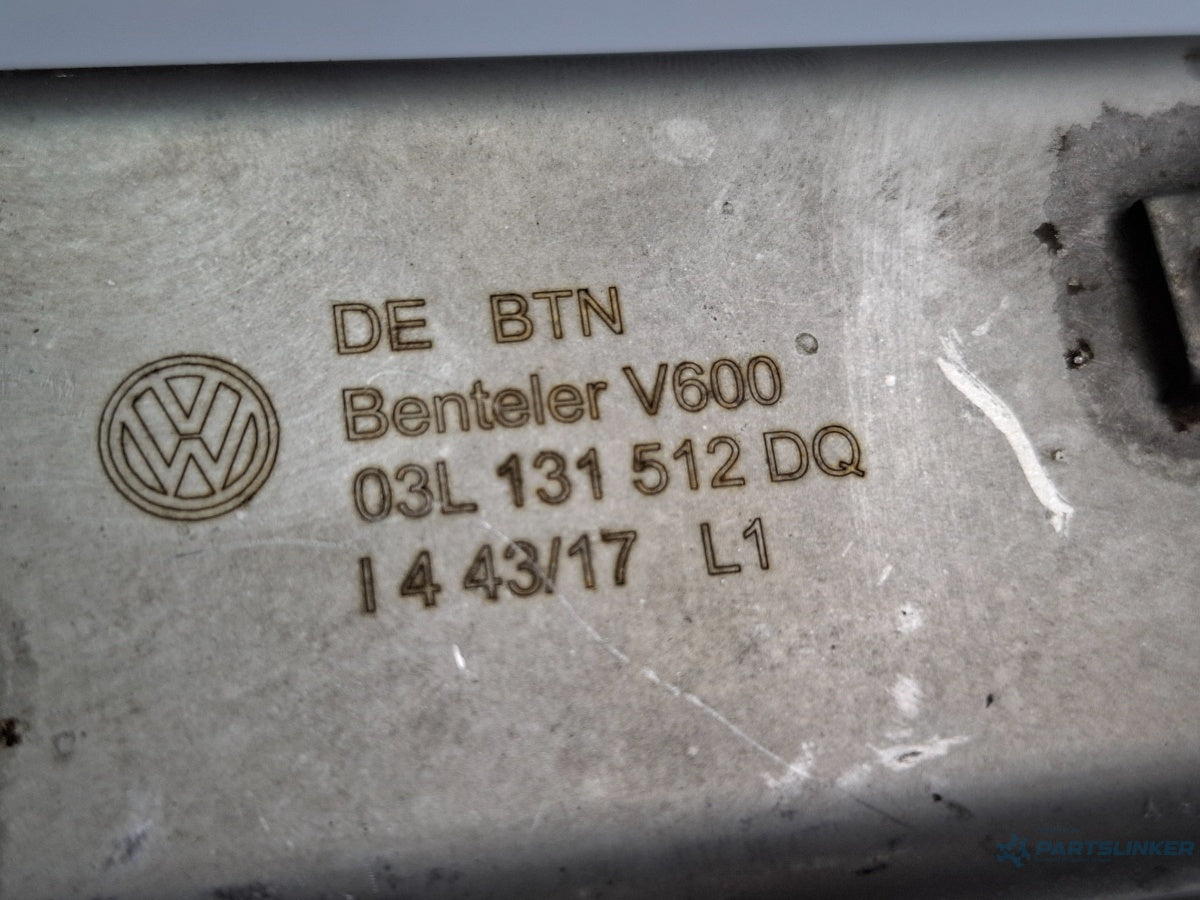 DE BTN
Benteler V600
03L 131 512 DQ
I 4 43/17 L1
PARTSLINKER